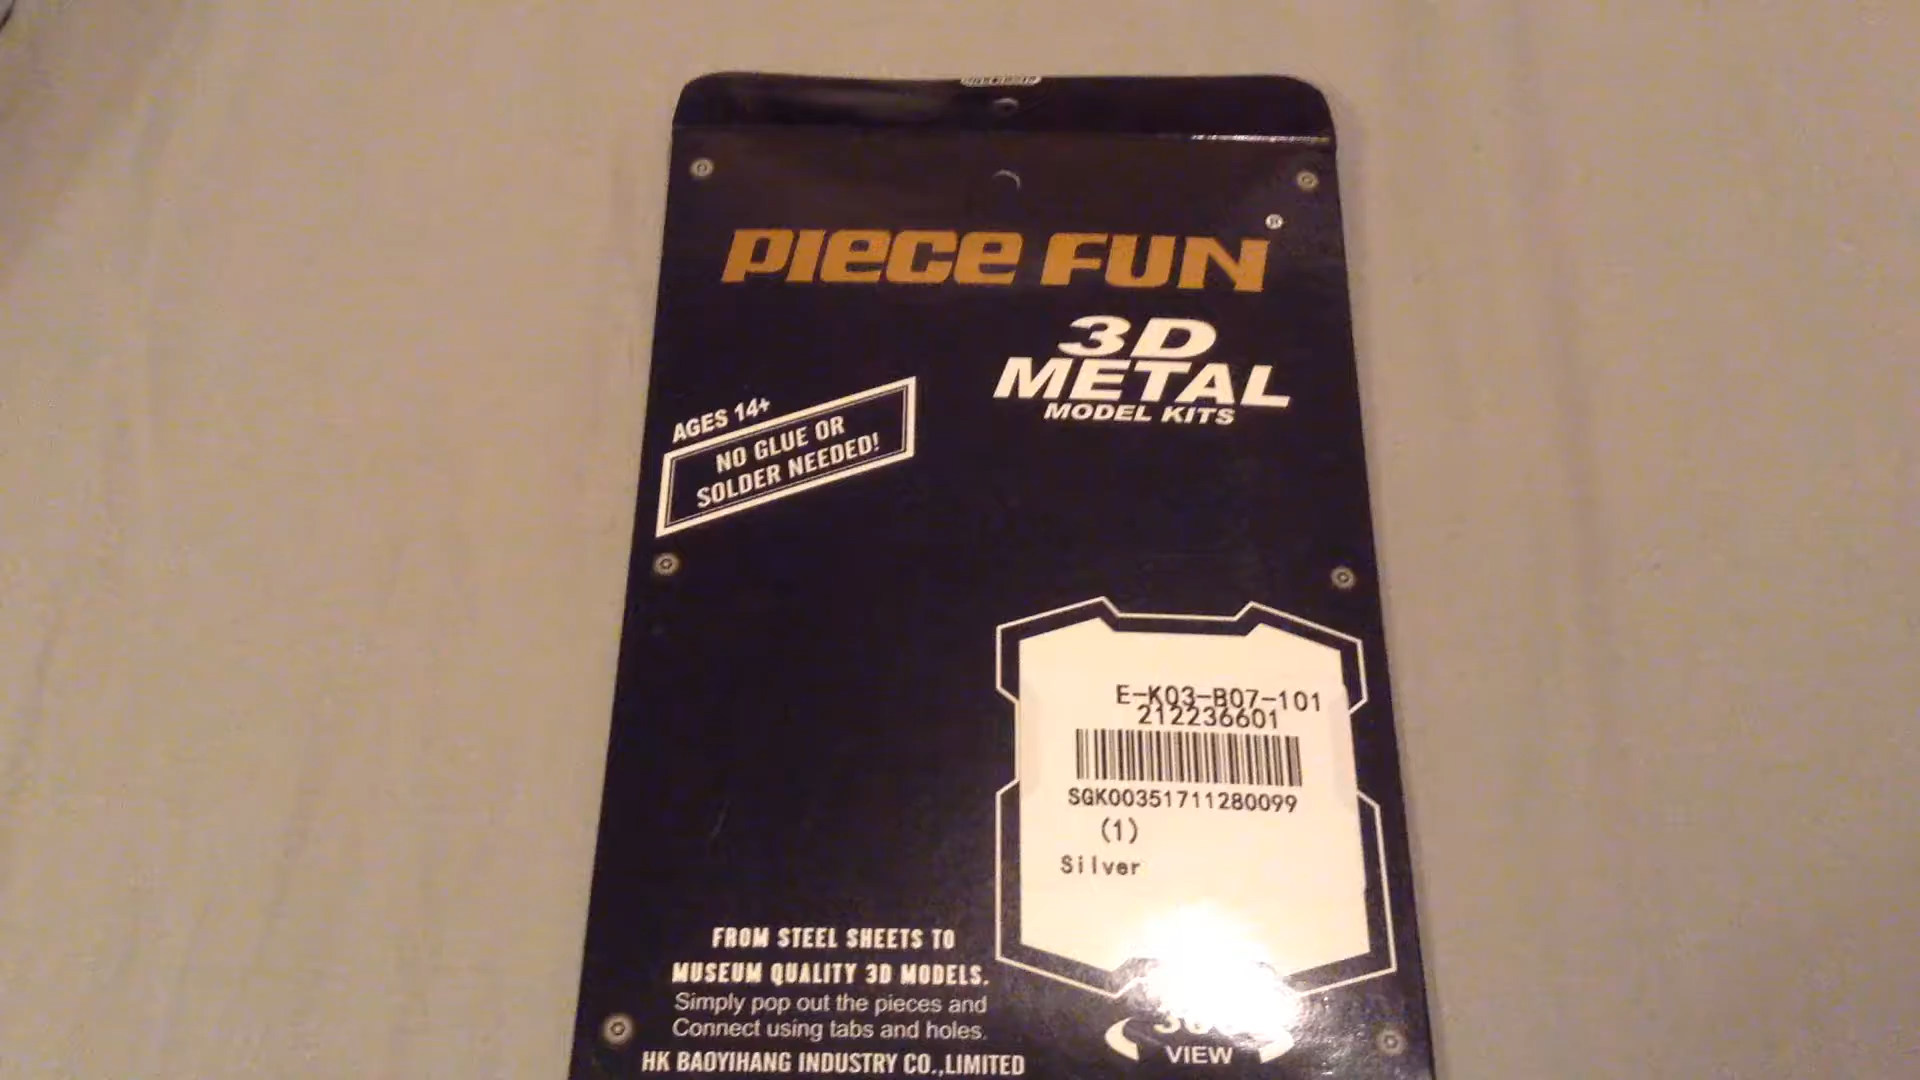 PIECE FUN ®
3D
METAL
MODEL KITS
AGES 14+
NO GLUE OR
SOLDER NEEDED!
E-K03-B07-101
212236601
SGK00351711280099
(1)
Silver
FROM STEEL SHEETS TO
MUSEUM QUALITY 3D MODELS.
Simply pop out the pieces and
Connect using tabs and holes.
HK BAOYIHANG INDUSTRY CO.,LIMITED
VIEW